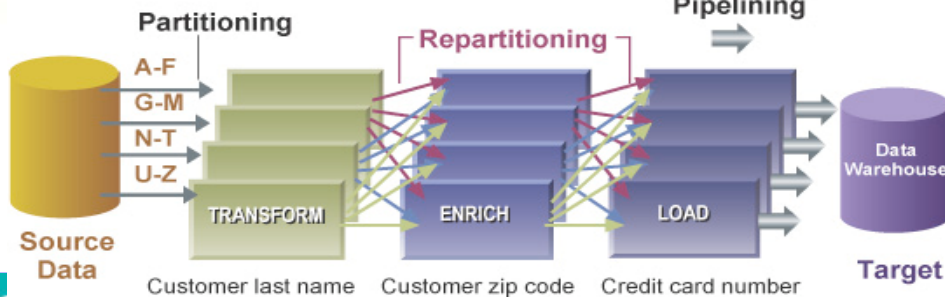 Pipelining
Partitioning
Repartitioning
A-F
G-M
N-T
U-Z
TRANSFORM
ENRICH
LOAD
Data
Warehouse
Source
Data
Target
Customer last name
Customer zip code
Credit card number